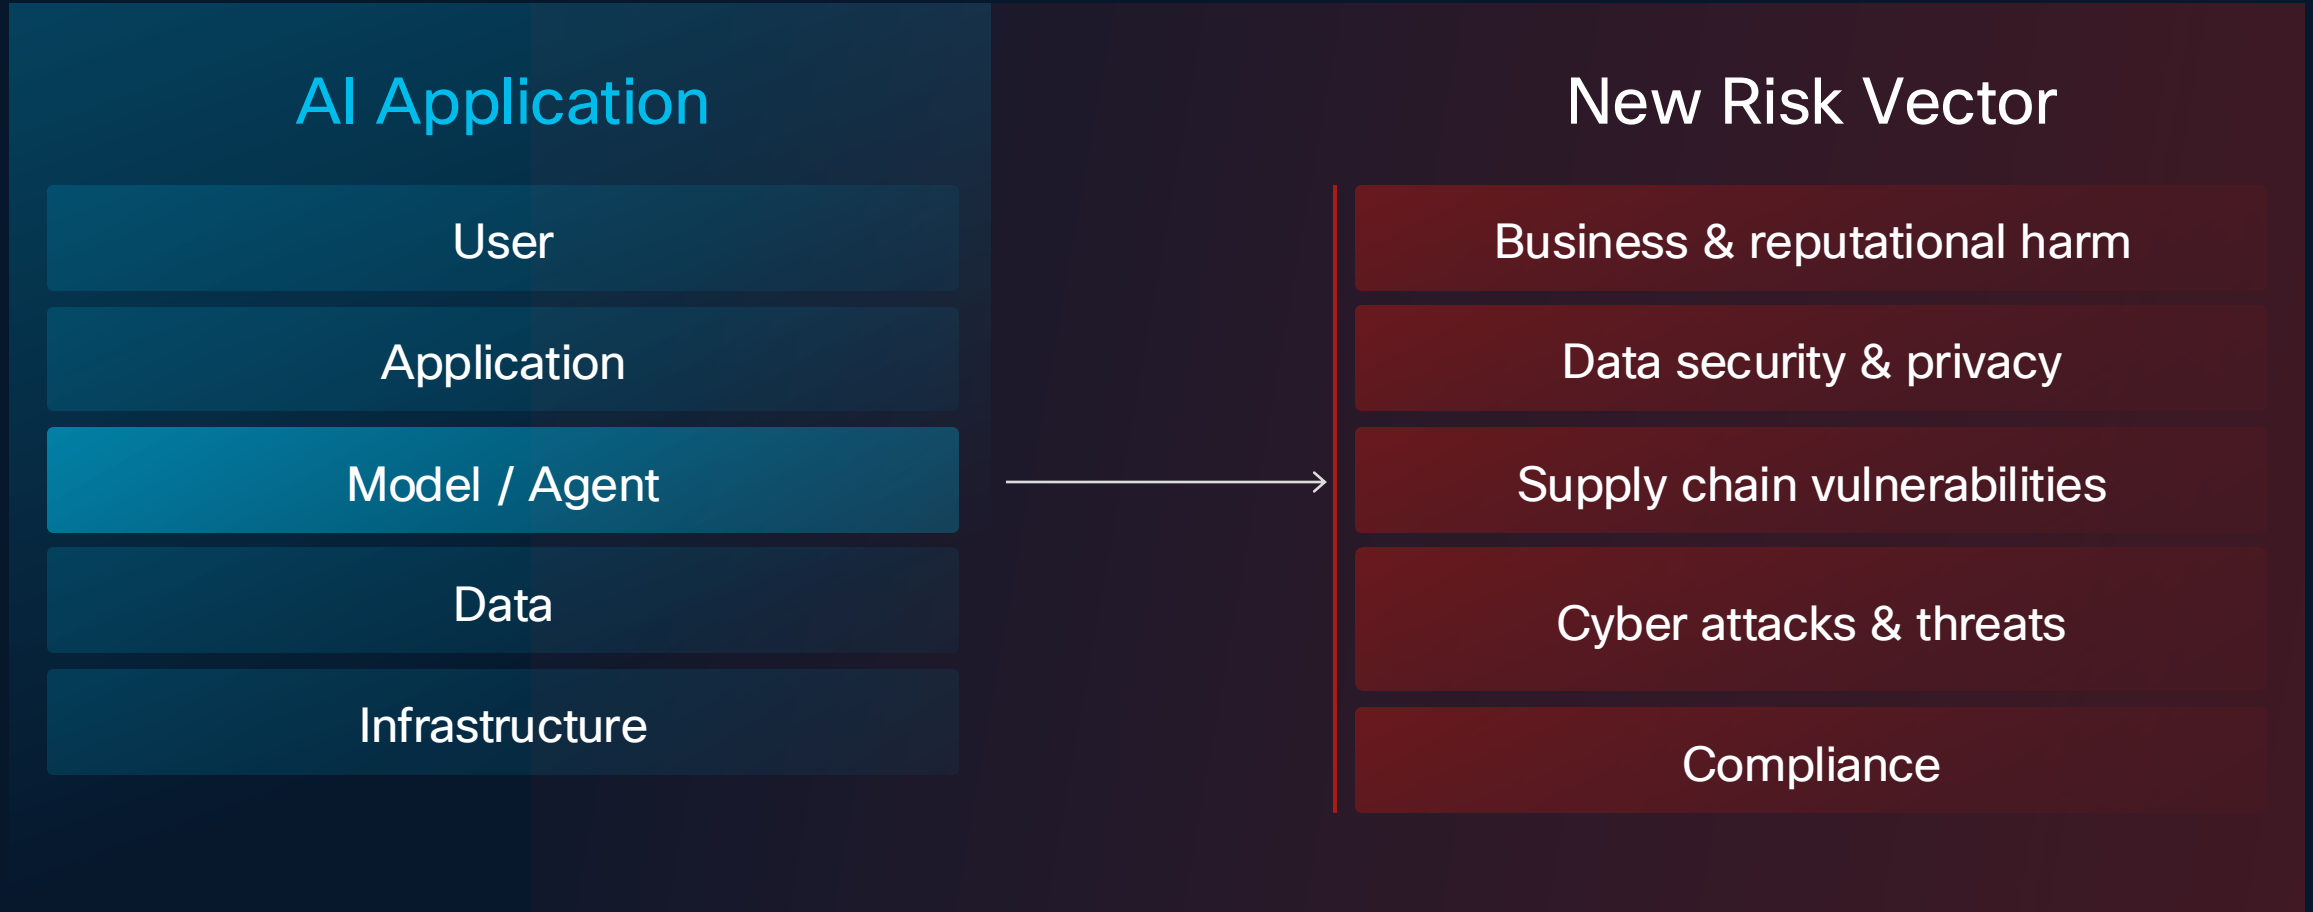 AI Application
User
Application
Model / Agent
Data
Infrastructure
New Risk Vector
Business & reputational harm
Data security & privacy
Supply chain vulnerabilities
Cyber attacks & threats
Compliance